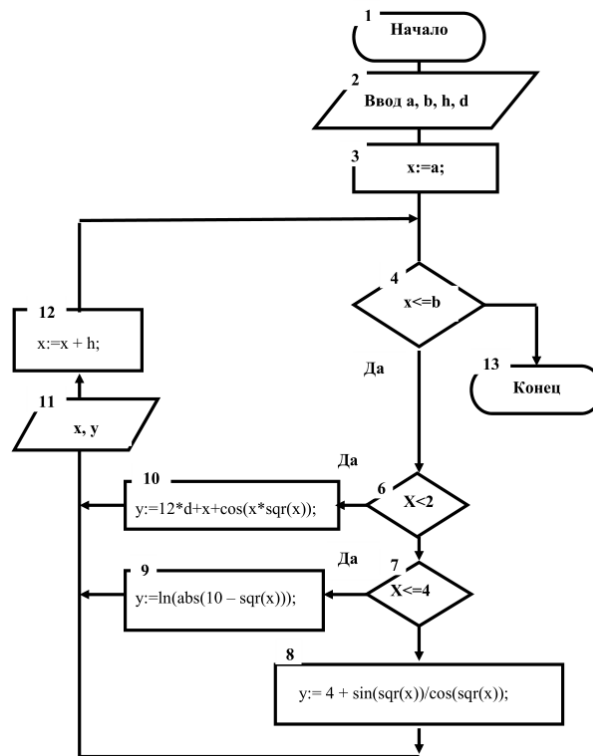 1
Начало
2
Ввод a, b, h, d
3
x:=a;
4
x<=b
12
x:=x + h;
Да
13
Конец
11
x, y
Да
10
y:=12*d+x+cos(x*sqr(x));
6
X<2
Да
9
y:=ln(abs(10 – sqr(x)));
7
X<=4
8
y:= 4 + sin(sqr(x))/cos(sqr(x));